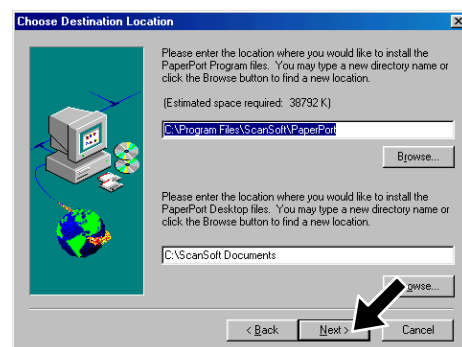 Choose Destination Location
Please enter the location where you would like to install the
PaperPort Program files. You may type a new directory name or
click the Browse button to find a new location.
(Estimated space required: 38792 K)
C:\Program Files\ScanSoft\PaperPort
Browse...
Please enter the location where you would like to install the
PaperPort Desktop files. You may type a new directory name or
click the Browse button to find a new location.
C:\ScanSoft Documents
owse...
< Back Next > Cancel